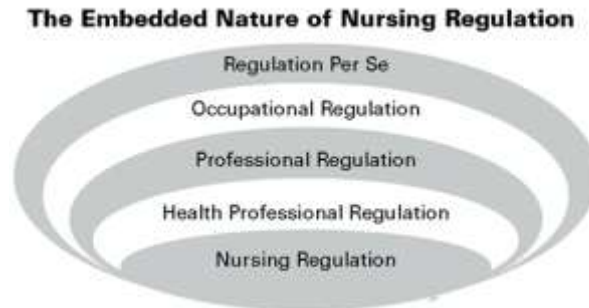 The Embedded Nature of Nursing Regulation
Regulation Per Se
Occupational Regulation
Professional Regulation
Health Professional Regulation
Nursing Regulation